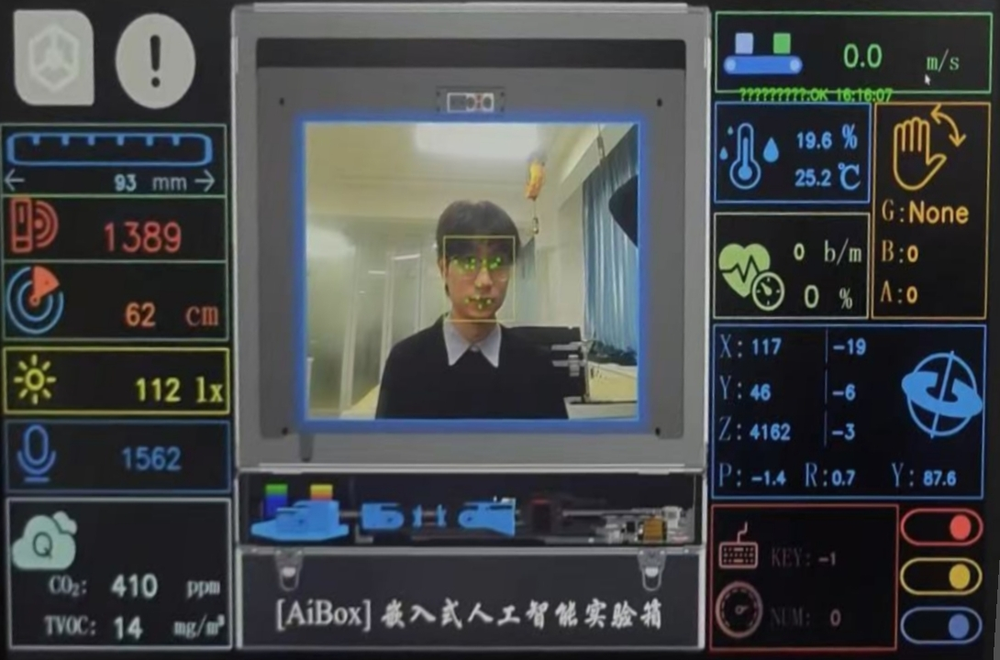 !
93 mm
1389
62 cm
112 lx
1562
Q
CO₂: 410 ppm
TVOC: 14 mg/m³
[AiBox] 嵌入式人工智能实验箱
0.0 m/s
?????????:OK 16:16:07
19.6 %
25.2 ℃
G:None
B:0
A:0
0 b/m
0 %
X: 117 -19
Y: 46 -6
Z: 4162 -3
P: -1.4 R: 0.7 Y: 87.6
KEY: -1
NUM: 0